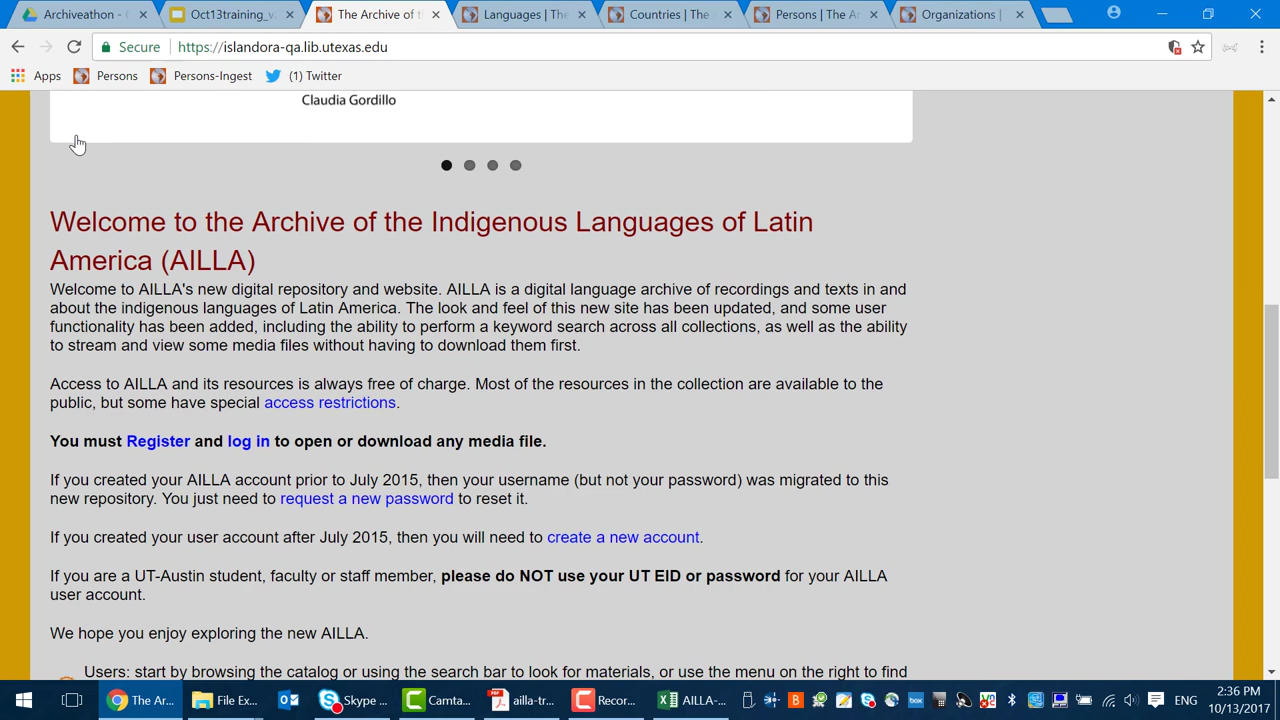 Archiveathon - G
Oct13training_v
The Archive of t
Languages | The
Countries | The A
Persons | The Ar
Organizations |
Secure
https://islandora-qa.lib.utexas.edu
Apps
Persons
Persons-Ingest
(1) Twitter
Claudia Gordillo
Welcome to the Archive of the Indigenous Languages of Latin
America (AILLA)
Welcome to AILLA's new digital repository and website. AILLA is a digital language archive of recordings and texts in and
about the indigenous languages of Latin America. The look and feel of this new site has been updated, and some user
functionality has been added, including the ability to perform a keyword search across all collections, as well as the ability
to stream and view some media files without having to download them first.
Access to AILLA and its resources is always free of charge. Most of the resources in the collection are available to the
public, but some have special access restrictions.
You must Register and log in to open or download any media file.
If you created your AILLA account prior to July 2015, then your username (but not your password) was migrated to this
new repository. You just need to request a new password to reset it.
If you created your user account after July 2015, then you will need to create a new account.
If you are a UT-Austin student, faculty or staff member, please do NOT use your UT EID or password for your AILLA
user account.
We hope you enjoy exploring the new AILLA.
Users: start by browsing the catalog or using the search bar to look for materials, or use the menu on the right to find
The Ar...
File Ex...
Skype ...
Camta...
ailla-tr...
Recor...
AILLA-...
ENG
2:36 PM
10/13/2017